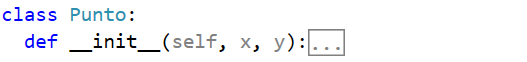 class Punto:
def __init__(self, x, y):...